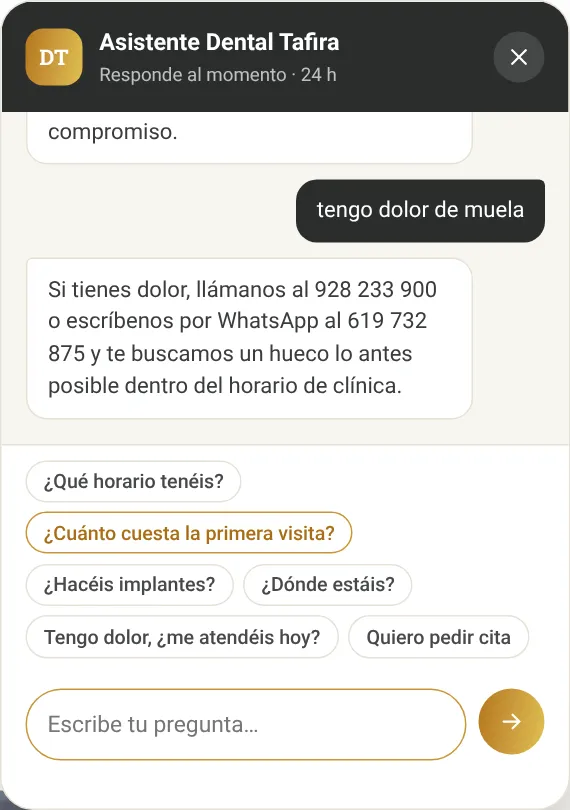 DT
Asistente Dental Tafira
Responde al momento · 24 h
compromiso.
tengo dolor de muela
Si tienes dolor, llámanos al 928 233 900
o escríbenos por WhatsApp al 619 732
875 y te buscamos un hueco lo antes
posible dentro del horario de clínica.
¿Qué horario tenéis?
¿Cuánto cuesta la primera visita?
¿Hacéis implantes?
¿Dónde estáis?
Tengo dolor, ¿me atendéis hoy?
Quiero pedir cita
Escribe tu pregunta...